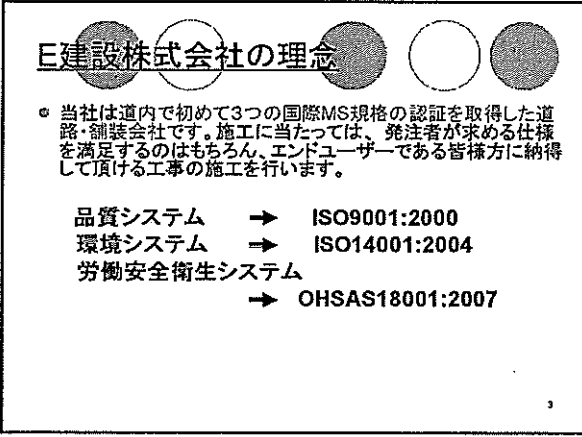 E建設株式会社の理念
当社は道内で初めて3つの国際MS規格の認証を取得した道
路・舗装会社です。施工に当たっては、発注者が求める仕様
を満足するのはもちろん、エンドユーザーである皆様方に納得
して頂ける工事の施工を行います。
品質システム → ISO9001:2000
環境システム → ISO14001:2004
労働安全衛生システム
→ OHSAS18001:2007
3